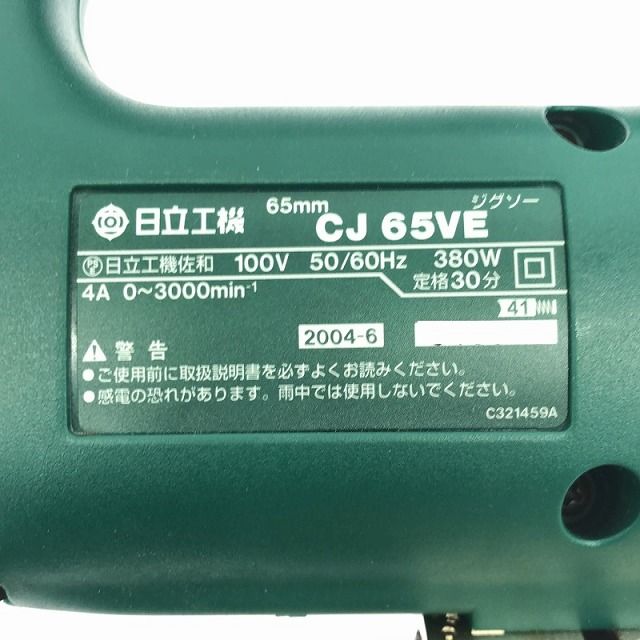 65mm ジグソー
日立工機 CJ 65VE
日立工機佐和 100V 50/60Hz 380W
4A 0~3000min-1 定格30分
41
2004-6
警告
●ご使用前に取扱説明書を必ずよくお読みください。
●感電の恐れがあります。雨中では使用しないでください。
C321459A